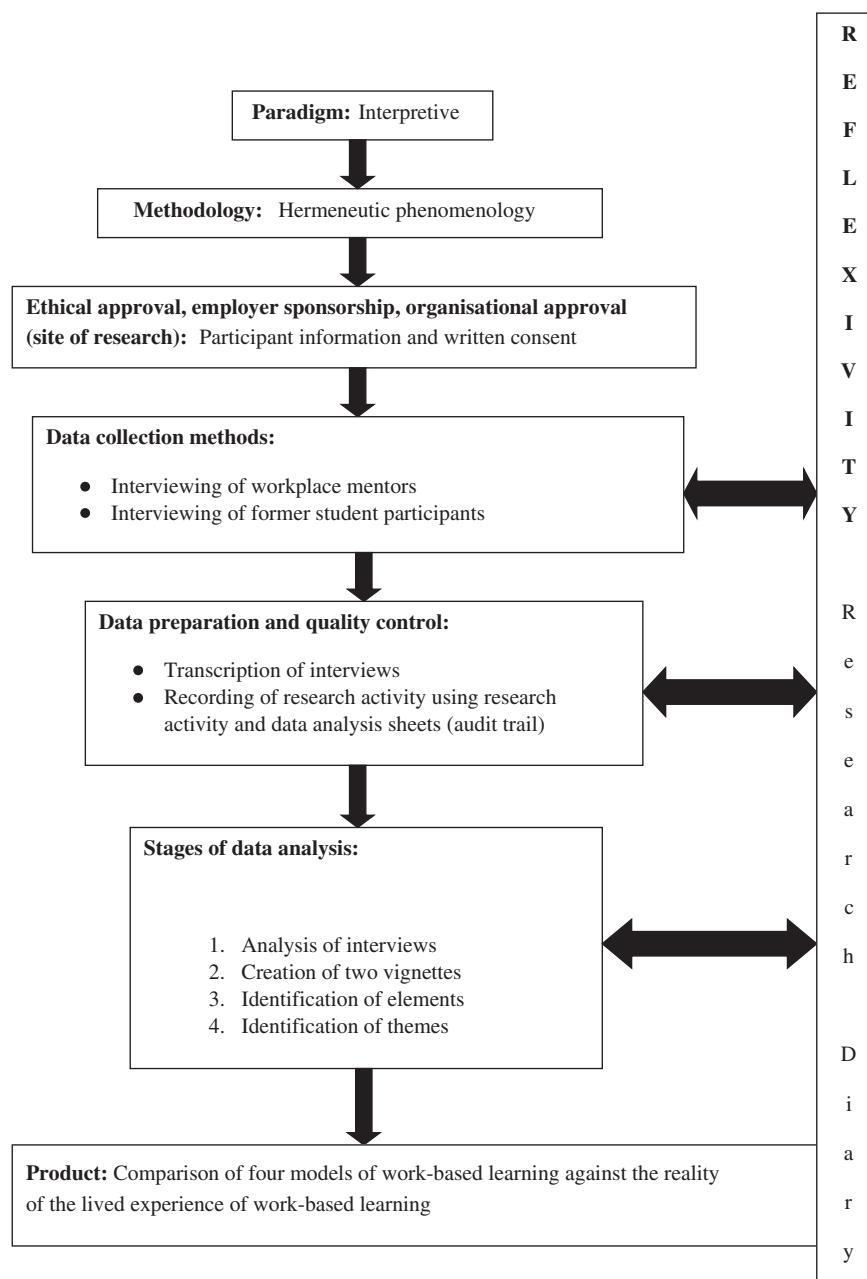 Paradigm: Interpretive
Methodology: Hermeneutic phenomenology
Ethical approval, employer sponsorship, organisational approval
(site of research): Participant information and written consent
Data collection methods:
● Interviewing of workplace mentors
● Interviewing of former student participants
Data preparation and quality control:
● Transcription of interviews
● Recording of research activity using research
activity and data analysis sheets (audit trail)
Stages of data analysis:
1. Analysis of interviews
2. Creation of two vignettes
3. Identification of elements
4. Identification of themes
Product: Comparison of four models of work-based learning against the reality
of the lived experience of work-based learning
R
E
F
L
E
X
I
V
I
T
Y
R
e
s
e
a
r
c
h
D
i
a
r
y